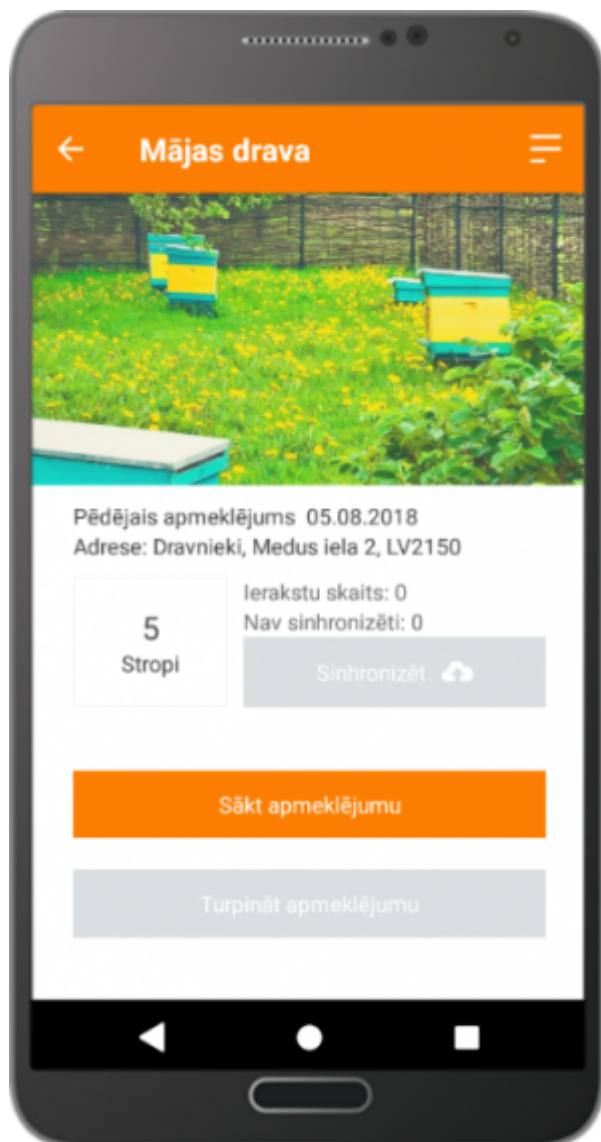 Mājas drava
Pēdējais apmeklējums 05.08.2018
Adrese: Dravnieki, Medus iela 2, LV2150
5
Stropi
Ierakstu skaits: 0
Nav sinhronizēti: 0
Sinhronizēt
Sākt apmeklējumu
Turpināt apmeklējumu